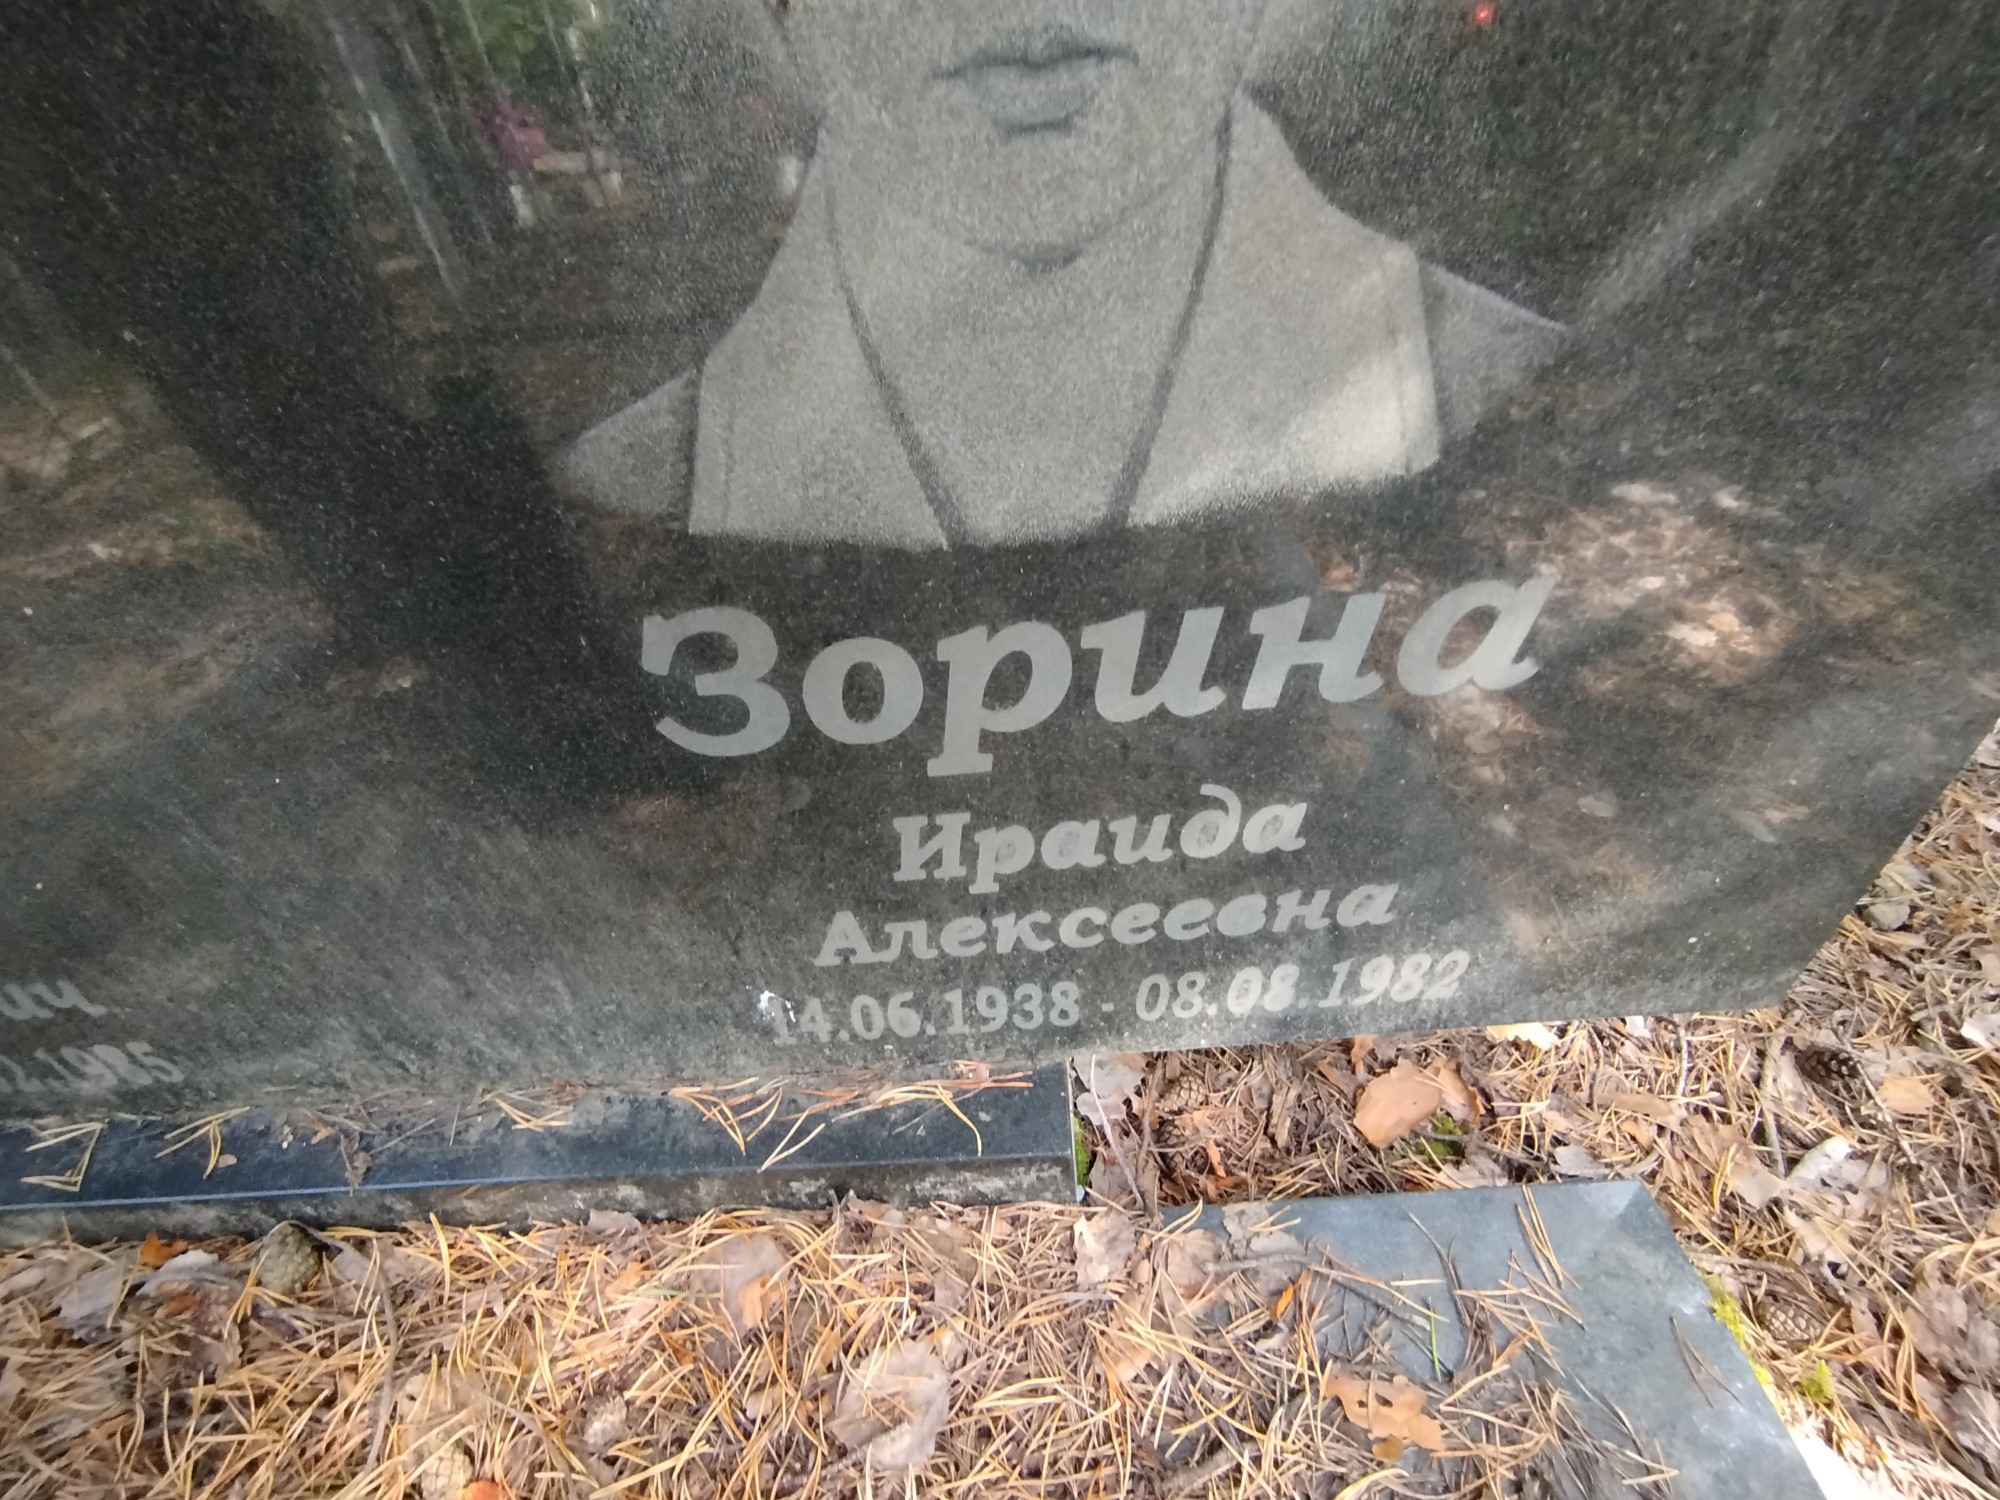 Зорина
Ираида
Алексеевна
14.06.1938 - 08.08.1982